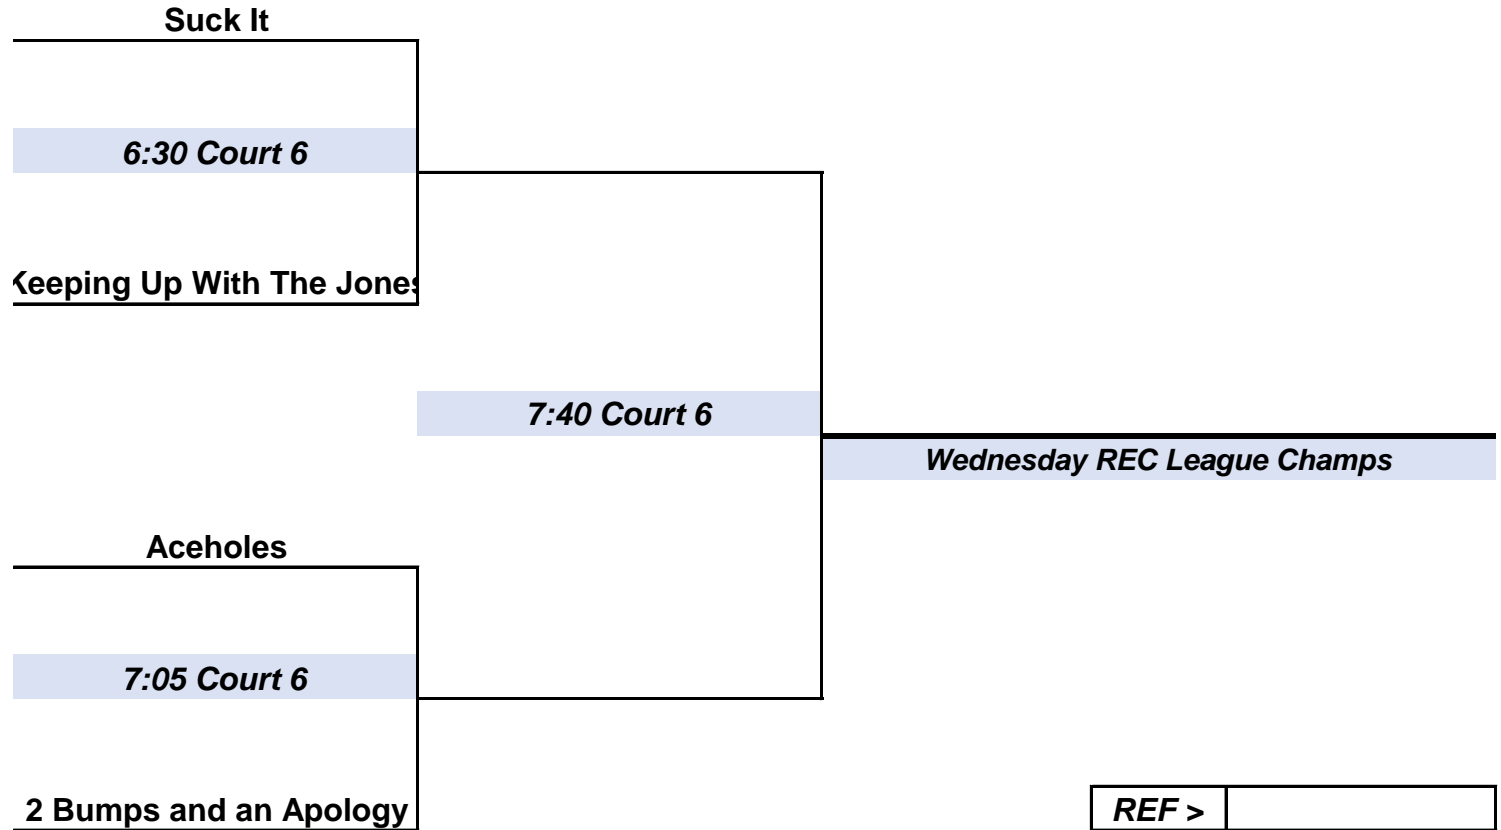 Suck It
6:30 Court 6
Keeping Up With The Jones
7:40 Court 6
Wednesday REC League Champs
Aceholes
7:05 Court 6
2 Bumps and an Apology
REF >